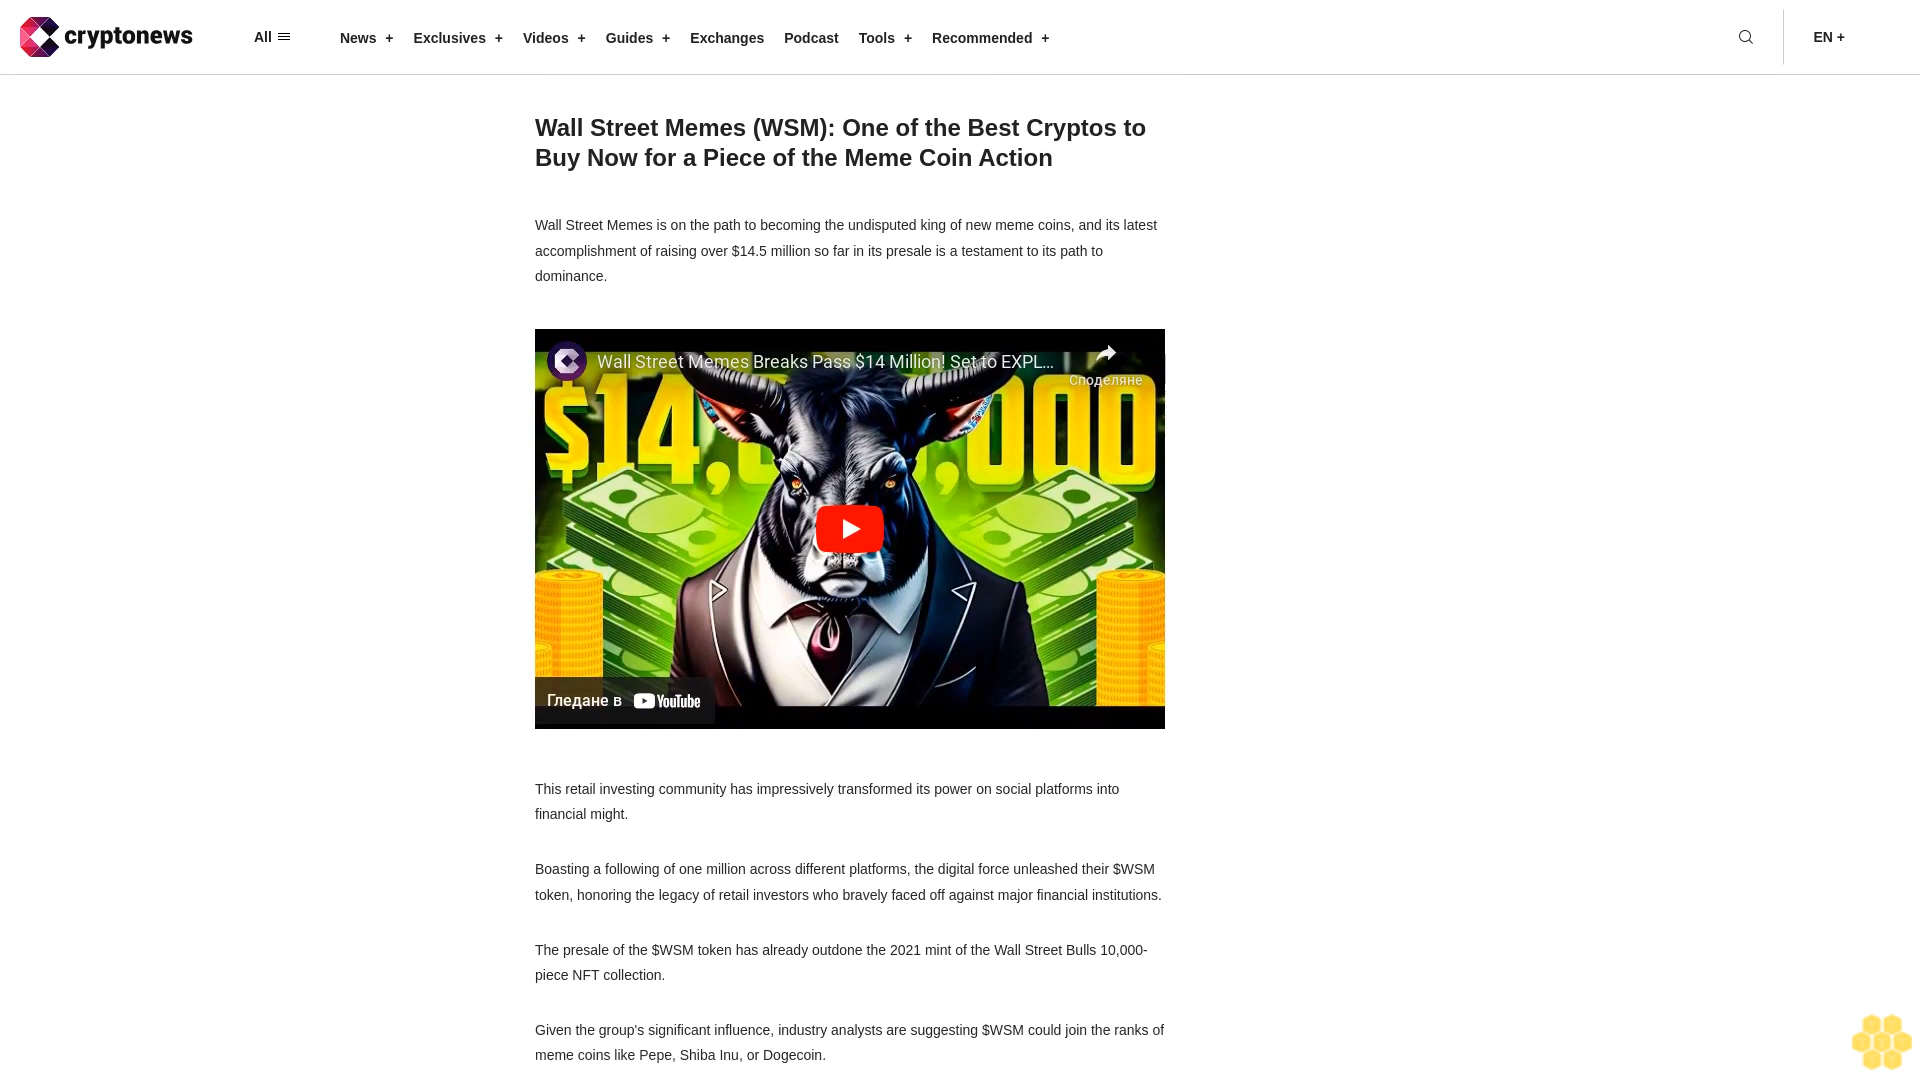 cryptonews
All
News + Exclusives + Videos + Guides + Exchanges Podcast Tools + Recommended +
EN +
Wall Street Memes (WSM): One of the Best Cryptos to
Buy Now for a Piece of the Meme Coin Action
Wall Street Memes is on the path to becoming the undisputed king of new meme coins, and its latest
accomplishment of raising over $14.5 million so far in its presale is a testament to its path to
dominance.
Wall Street Memes Breaks Pass $14 Million! Set to EXPL...
Споделяне
$14, ,000
Гледане в YouTube
This retail investing community has impressively transformed its power on social platforms into
financial might.
Boasting a following of one million across different platforms, the digital force unleashed their $WSM
token, honoring the legacy of retail investors who bravely faced off against major financial institutions.
The presale of the $WSM token has already outdone the 2021 mint of the Wall Street Bulls 10,000-
piece NFT collection.
Given the group's significant influence, industry analysts are suggesting $WSM could join the ranks of
meme coins like Pepe, Shiba Inu, or Dogecoin.